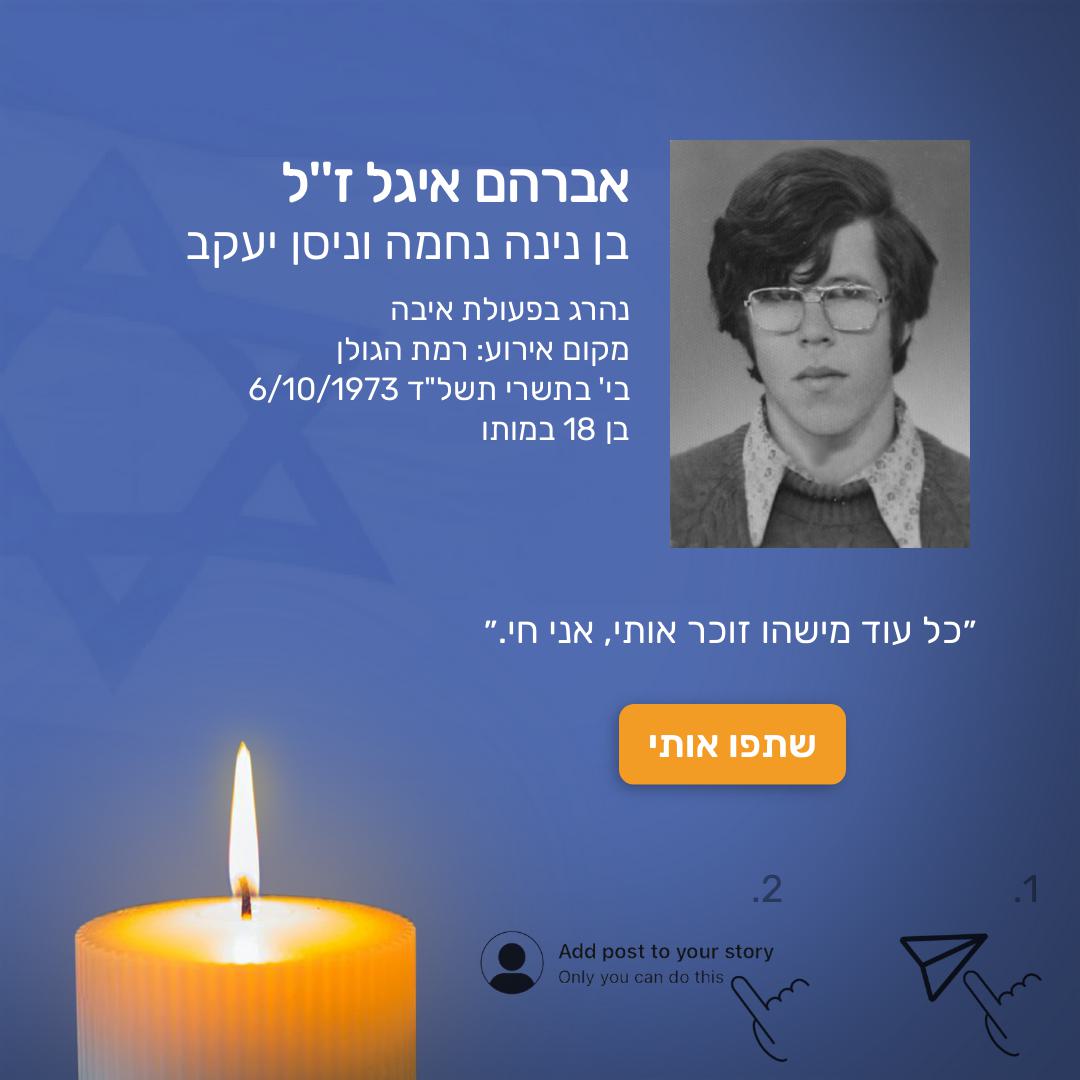 אברהם איגל ז"ל
בן נינה נחמה וניסן יעקב
נהרג בפעולת איבה
מקום אירוע: רמת הגולן
בי' בתשרי תשל"ד 6/10/1973
בן 18 במותו
״כל עוד מישהו זוכר אותי, אני חי.״
שתפו אותי
1.
2.
Add post to your story
Only you can do this